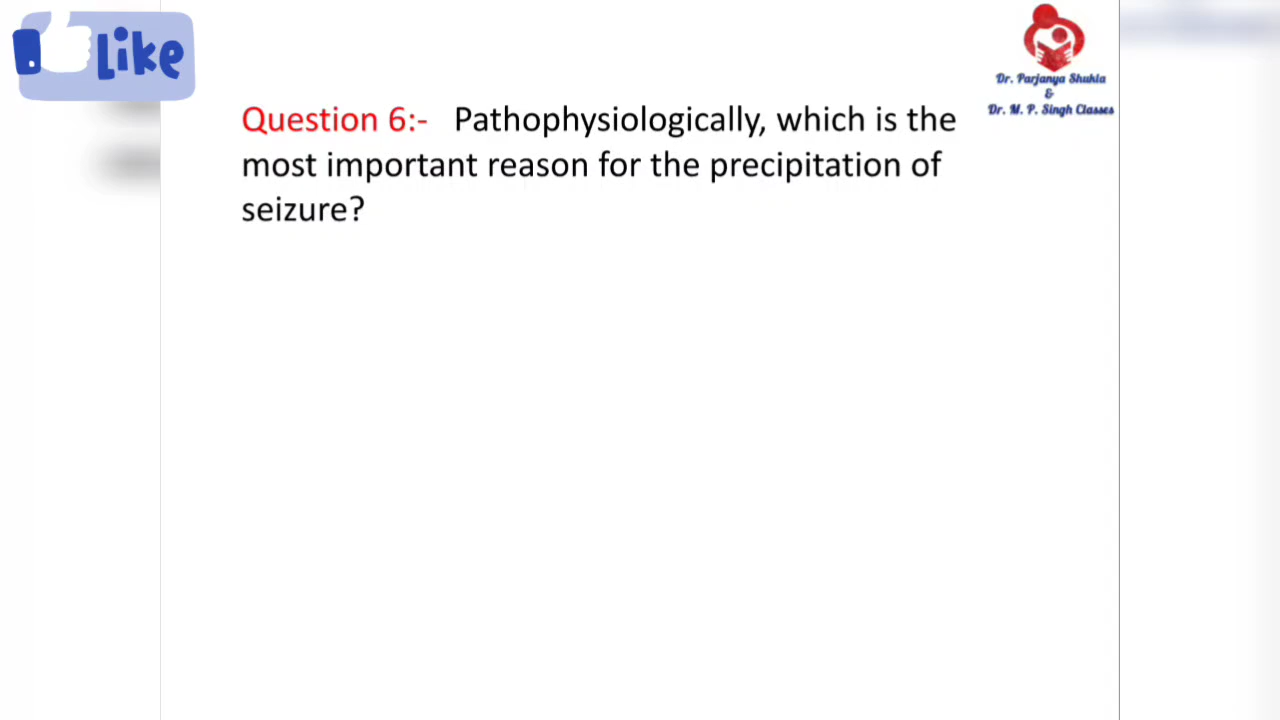 Like
Dr. Parjanya Shukla
&
Dr. M. P. Singh Classes
Question 6:- Pathophysiologically, which is the
most important reason for the precipitation of
seizure?